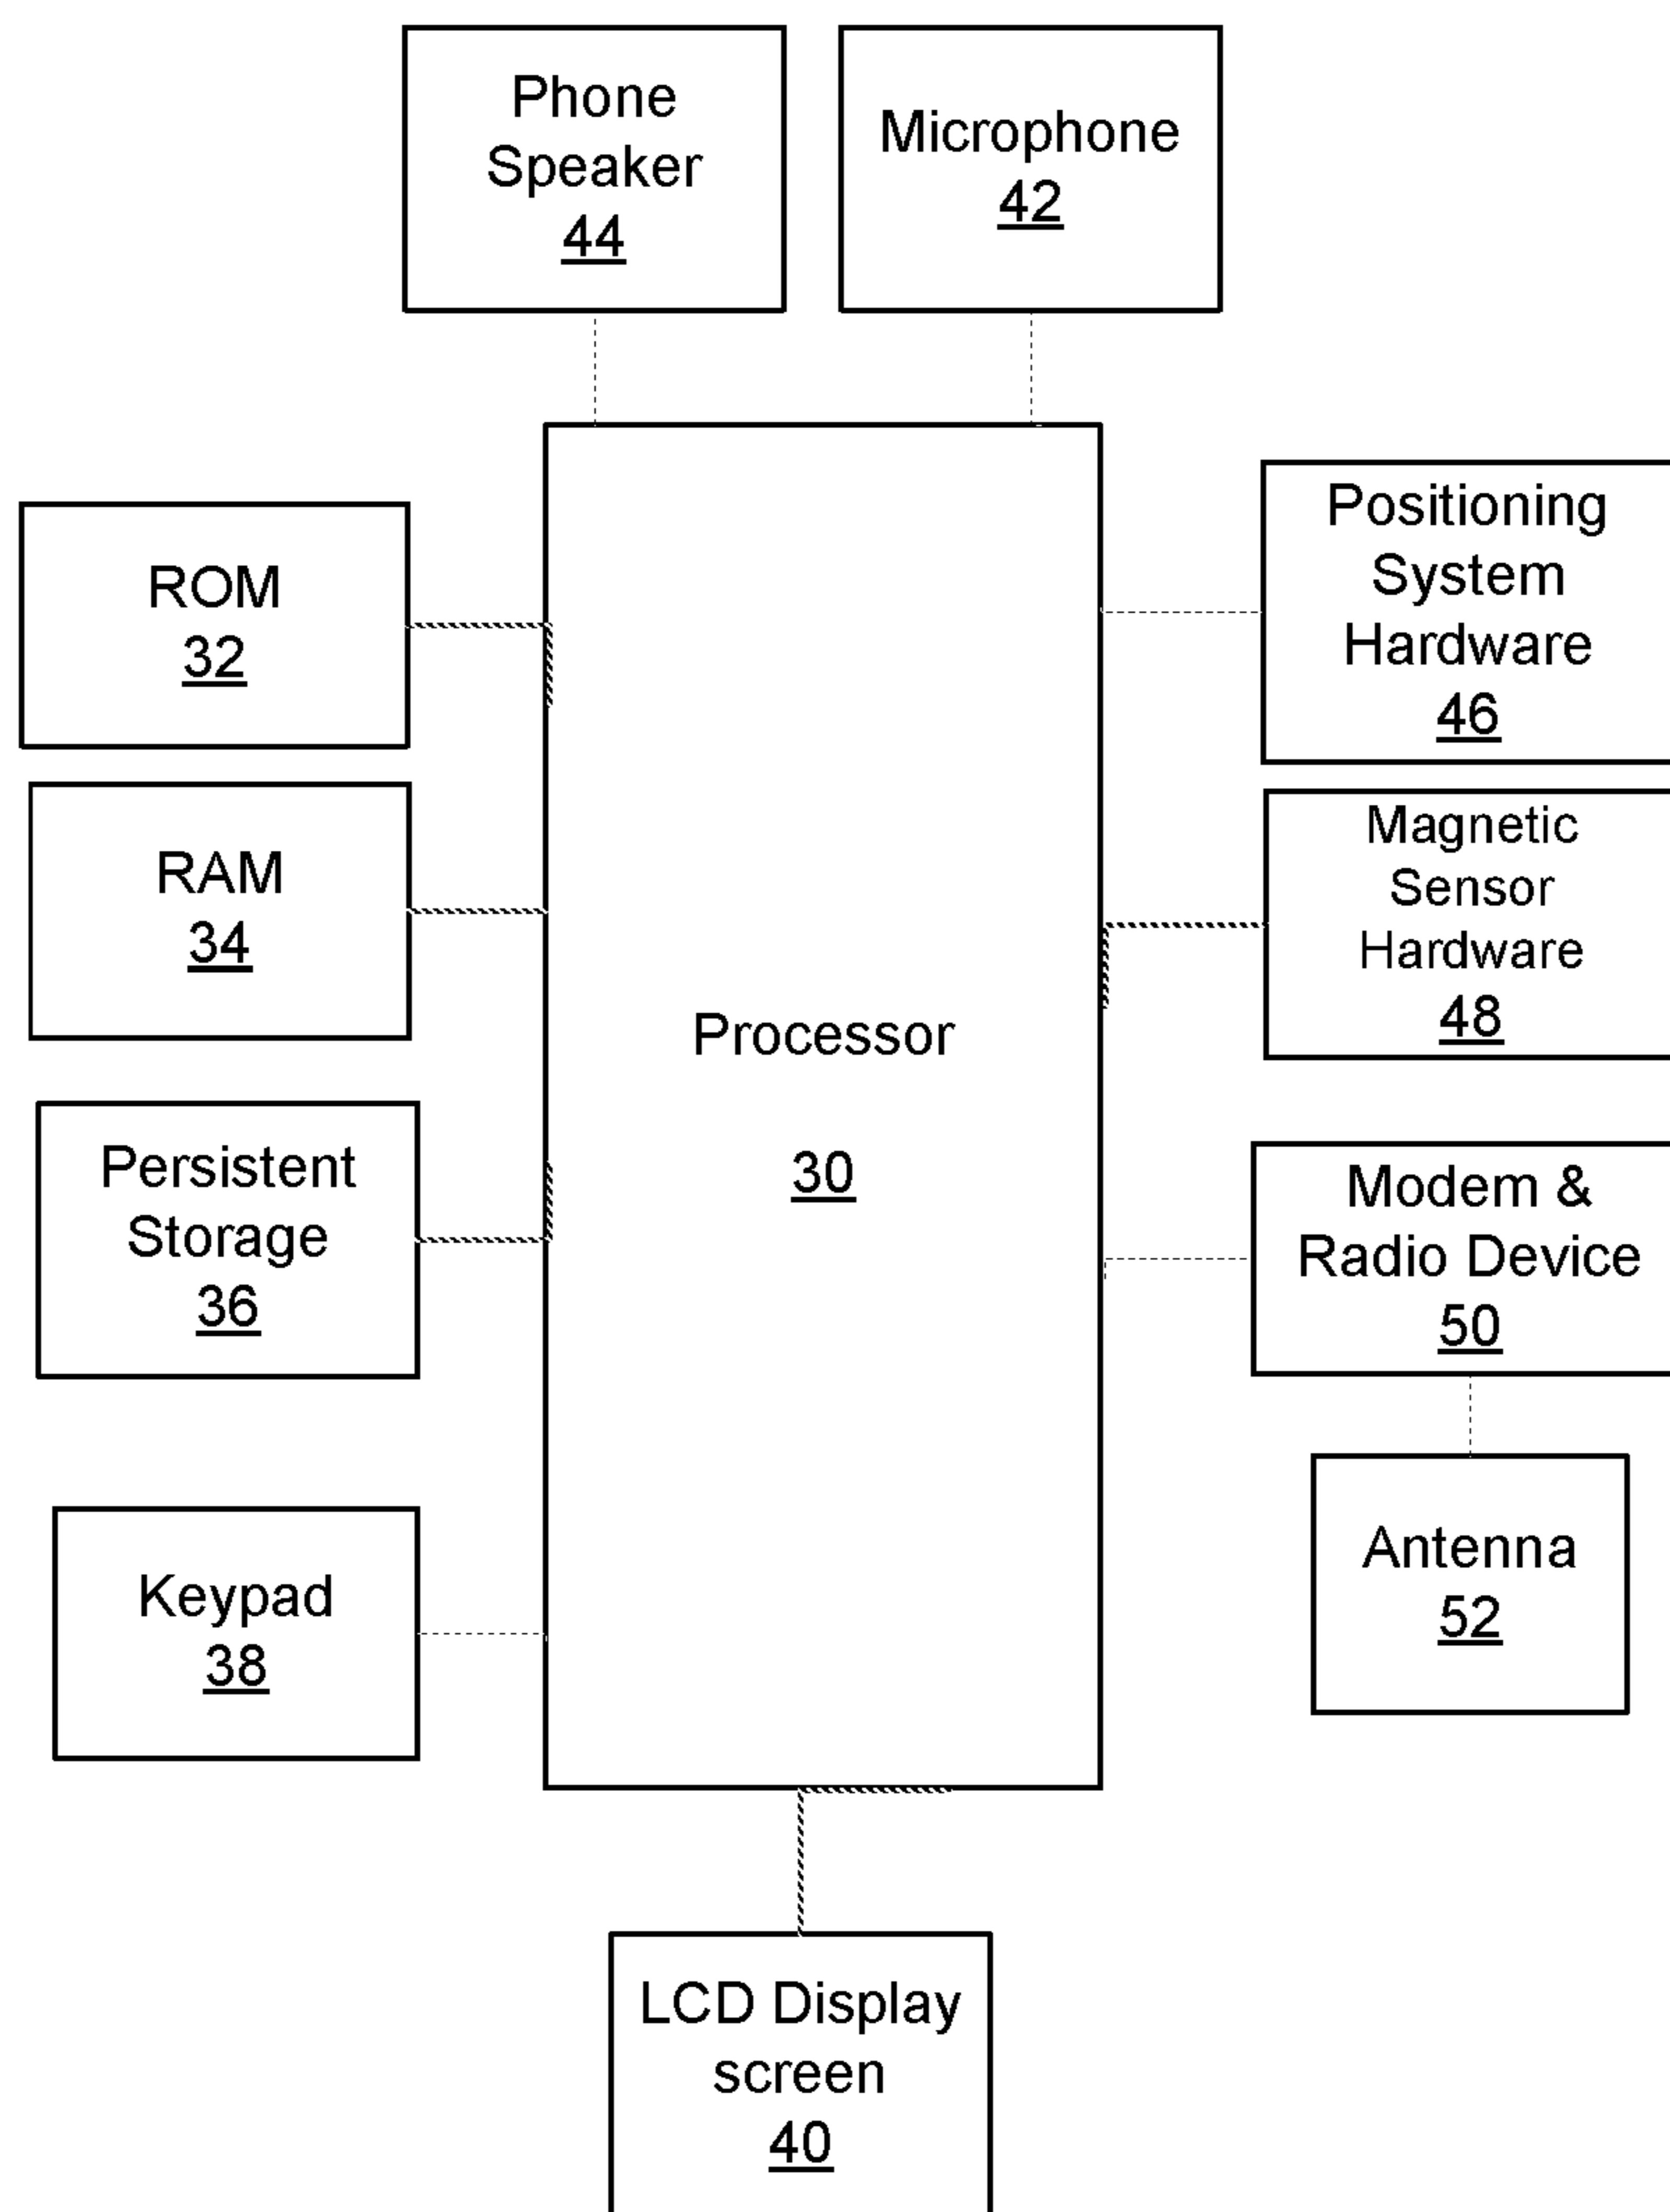 Phone
Speaker
44
Microphone
42
ROM
32
RAM
34
Persistent
Storage
36
Keypad
38
Processor
30
Positioning
System
Hardware
46
Magnetic
Sensor
Hardware
48
Modem &
Radio Device
50
Antenna
52
LCD Display
screen
40